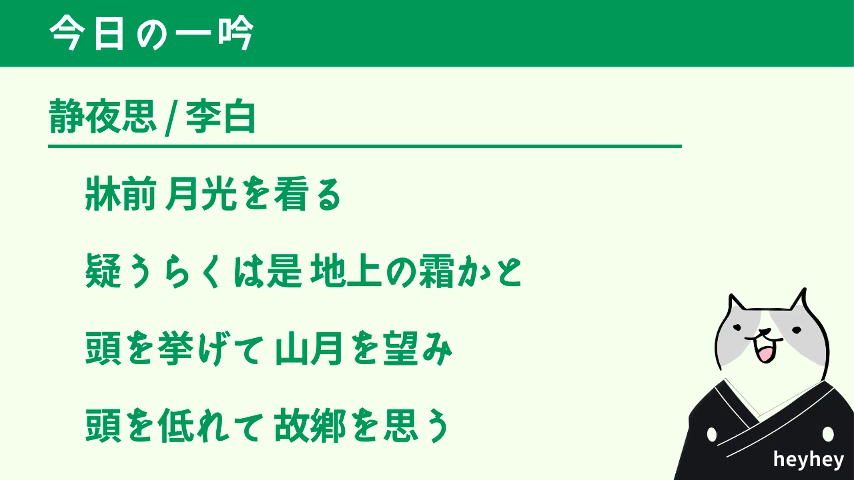 今日の一吟
静夜思 / 李白
牀前 月光を看る
疑うらくは是 地上の霜かと
頭を挙げて 山月を望み
頭を低れて 故郷を思う
heyhey